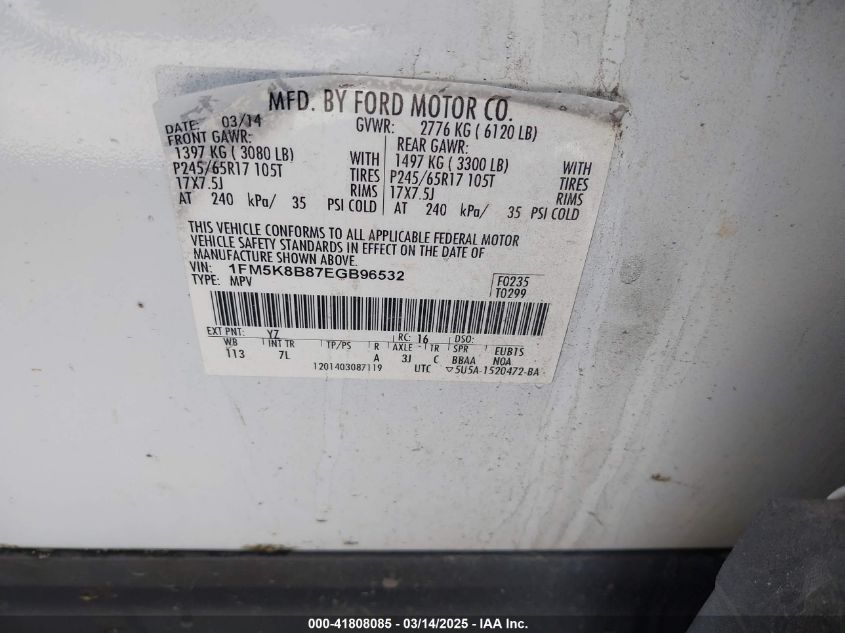 MFD. BY FORD MOTOR CO.
DATE: 03/14 GVWR: 2776 KG ( 6120 LB)
FRONT GAWR: REAR GAWR:
1397 KG ( 3080 LB) WITH 1497 KG ( 3300 LB) WITH
P245/65R17 105T TIRES P245/65R17 105T TIRES
17X7.5J RIMS 17X7.5J RIMS
AT 240 kPa/ 35 PSI COLD AT 240 kPa/ 35 PSI COLD
THIS VEHICLE CONFORMS TO ALL APPLICABLE FEDERAL MOTOR
VEHICLE SAFETY STANDARDS IN EFFECT ON THE DATE OF
MANUFACTURE SHOWN ABOVE.
VIN: 1FM5K8B87EGB96532 F0235
TYPE: MPV T0299
EXT PNT: YZ RC: 16 DSO:
WB INT TR TP/PS R AXLE TR SPR EUBTS
113 7L A 3J C BBAA NOA
1201403087119 UTC ▽5U5A-1520472-BA
000-41808085 - 03/14/2025 - IAA Inc.